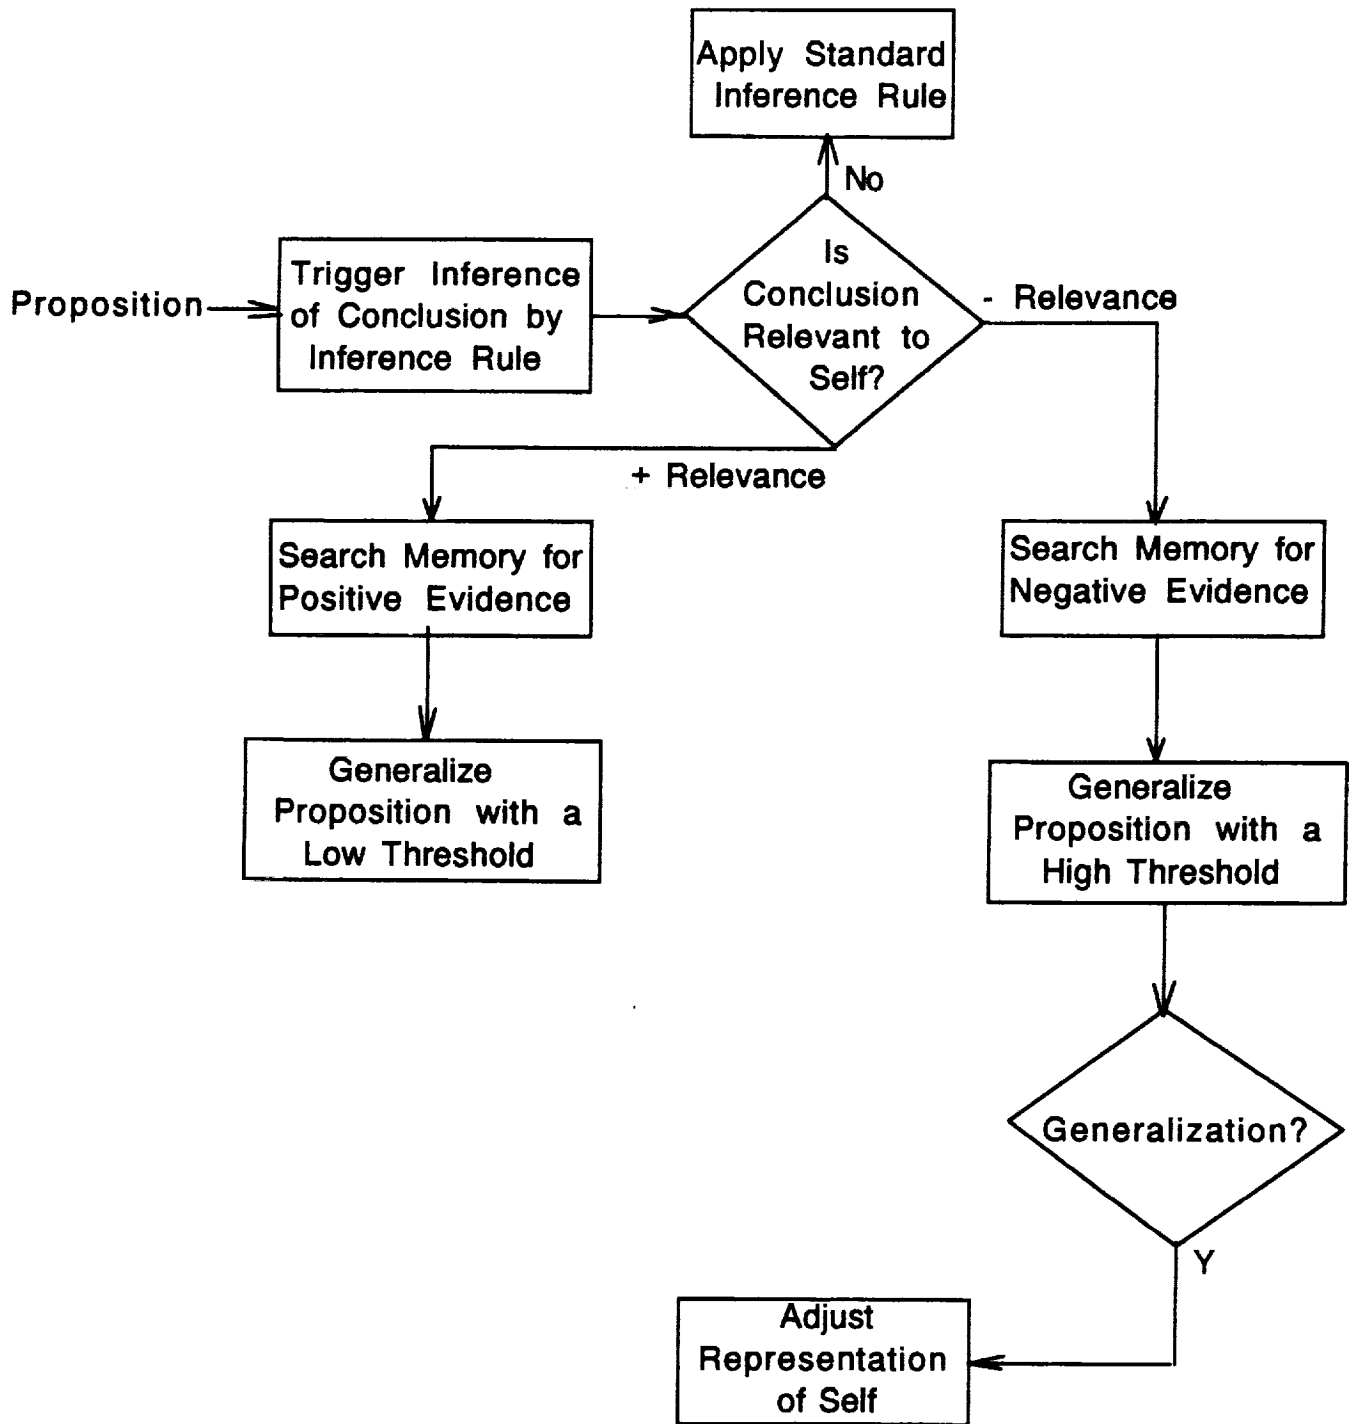 Apply Standard
Inference Rule
No
Is
Conclusion
Relevant to
Self?
Proposition
Trigger Inference
of Conclusion by
Inference Rule
- Relevance
+ Relevance
Search Memory for
Positive Evidence
Search Memory for
Negative Evidence
Generalize
Proposition with a
Low Threshold
Generalize
Proposition with a
High Threshold
Generalization?
Y
Adjust
Representation
of Self